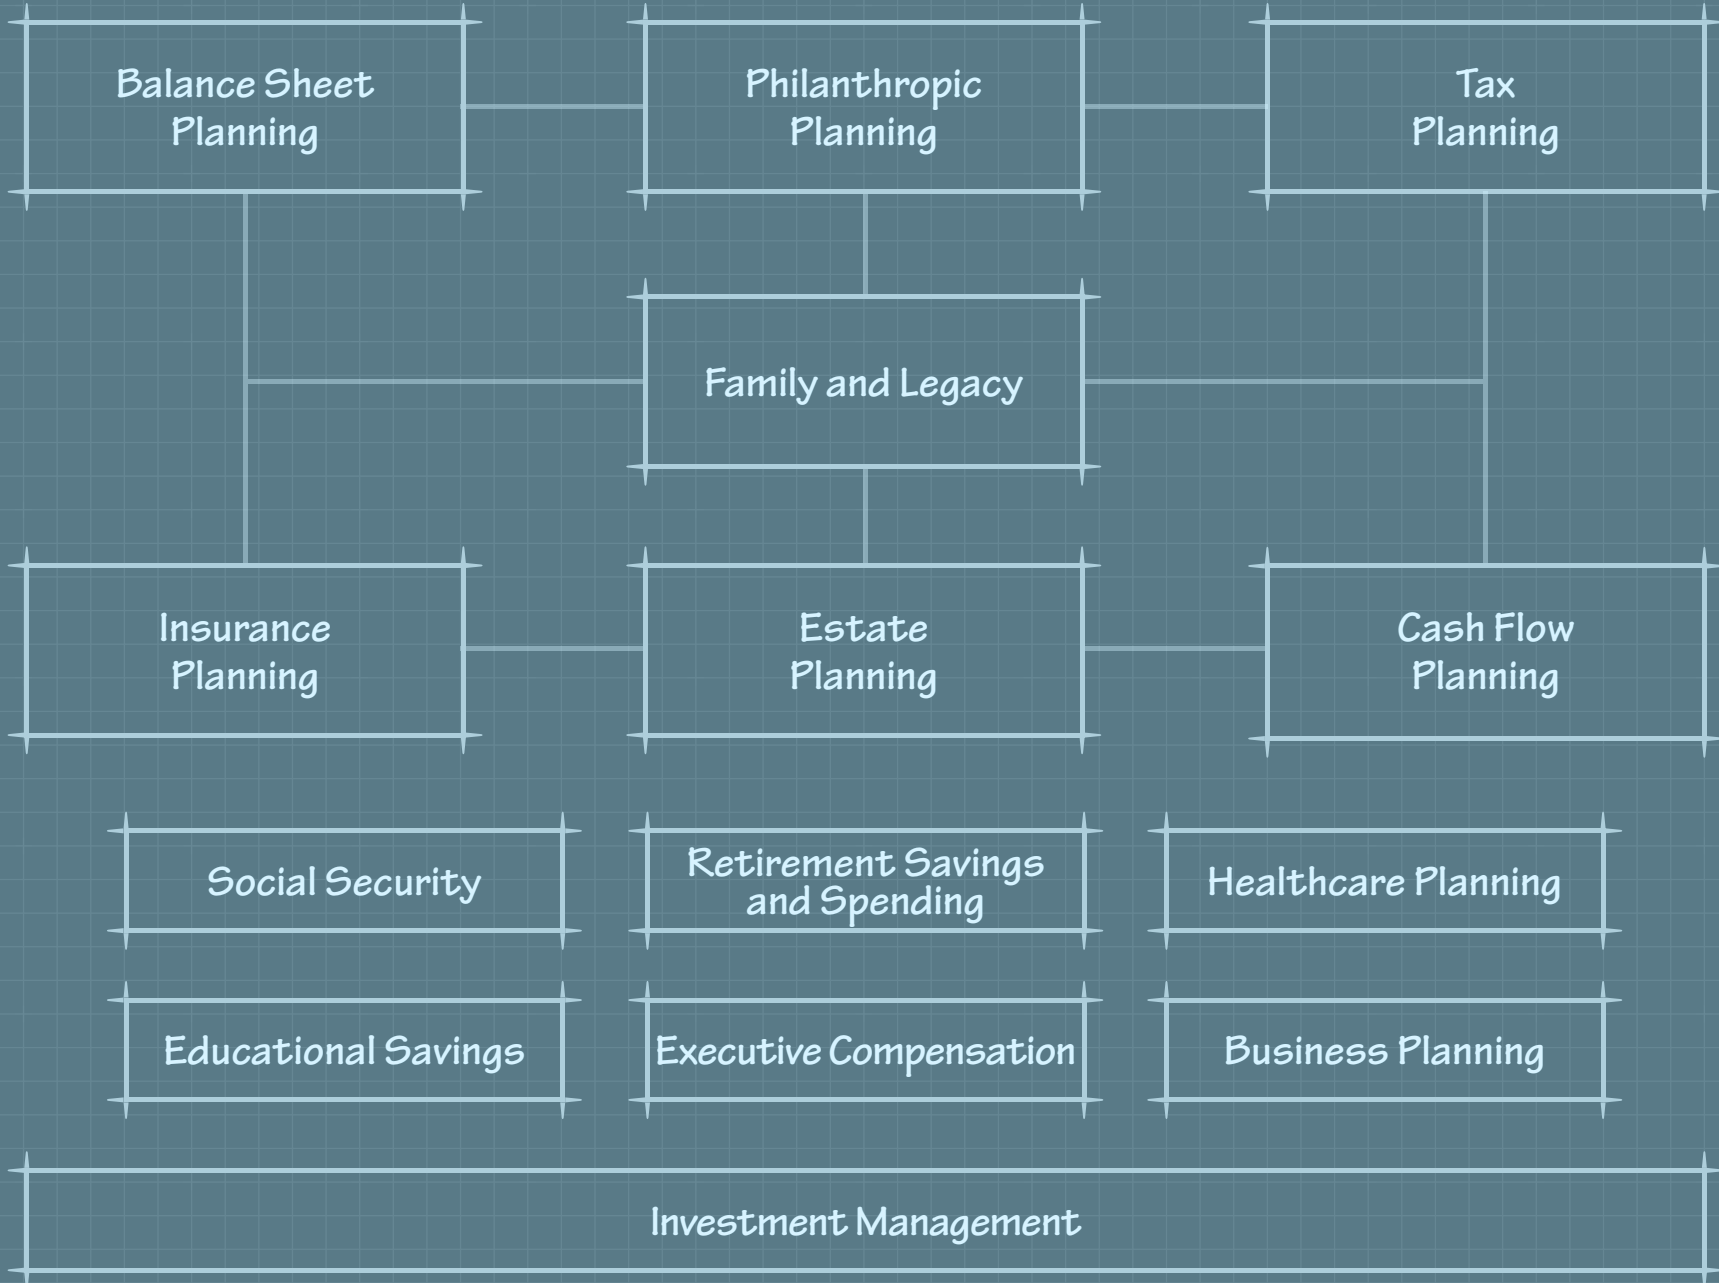 Balance Sheet
Planning
Philanthropic
Planning
Tax
Planning
Family and Legacy
Insurance
Planning
Estate
Planning
Cash Flow
Planning
Social Security
Retirement Savings
and Spending
Healthcare Planning
Educational Savings
Executive Compensation
Business Planning
Investment Management